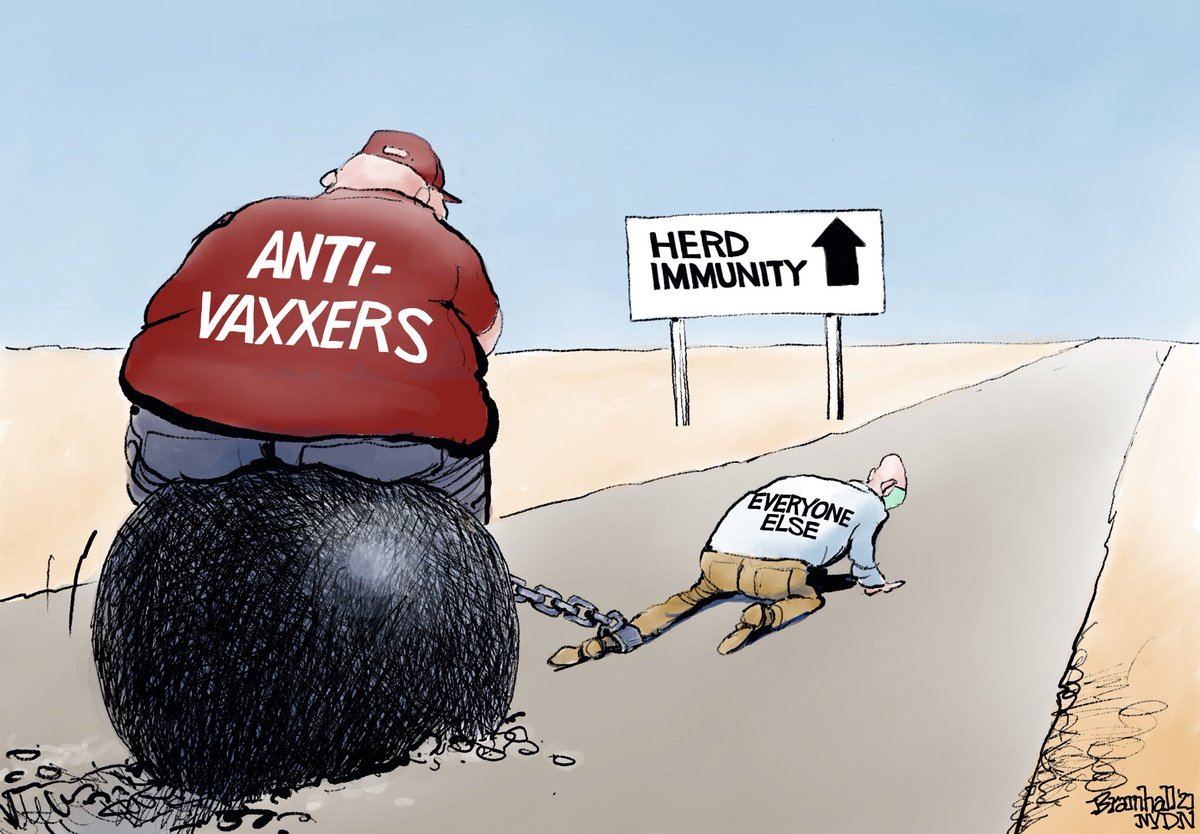 ANTI-
VAXXERS
HERD
IMMUNITY
EVERYONE
ELSE
Bramhall '21
NYDN